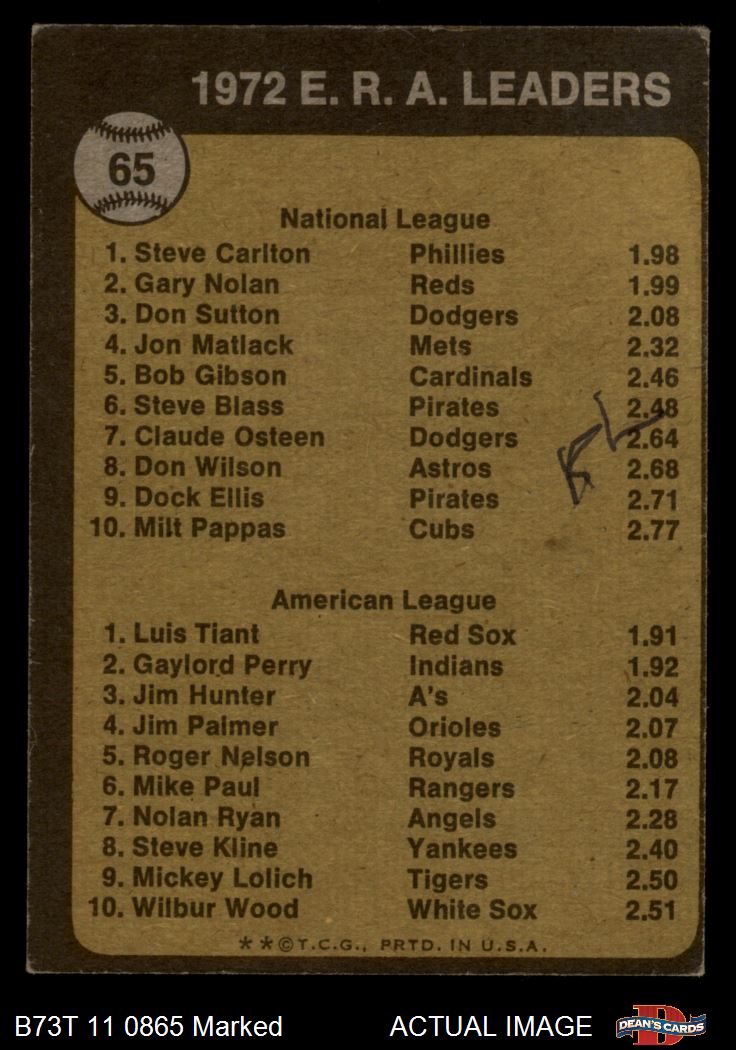 1972 E. R. A. LEADERS
65
National League
1. Steve Carlton Phillies 1.98
2. Gary Nolan Reds 1.99
3. Don Sutton Dodgers 2.08
4. Jon Matlack Mets 2.32
5. Bob Gibson Cardinals 2.46
6. Steve Blass Pirates 2.48
7. Claude Osteen Dodgers 2.64
8. Don Wilson Astros 2.68
9. Dock Ellis Pirates 2.71
10. Milt Pappas Cubs 2.77
American League
1. Luis Tiant Red Sox 1.91
2. Gaylord Perry Indians 1.92
3. Jim Hunter A's 2.04
4. Jim Palmer Orioles 2.07
5. Roger Nelson Royals 2.08
6. Mike Paul Rangers 2.17
7. Nolan Ryan Angels 2.28
8. Steve Kline Yankees 2.40
9. Mickey Lolich Tigers 2.50
10. Wilbur Wood White Sox 2.51
**©T.C.G., PRTD. IN U.S.A.
B73T 11 0865 Marked ACTUAL IMAGE DEAN'S CARDS